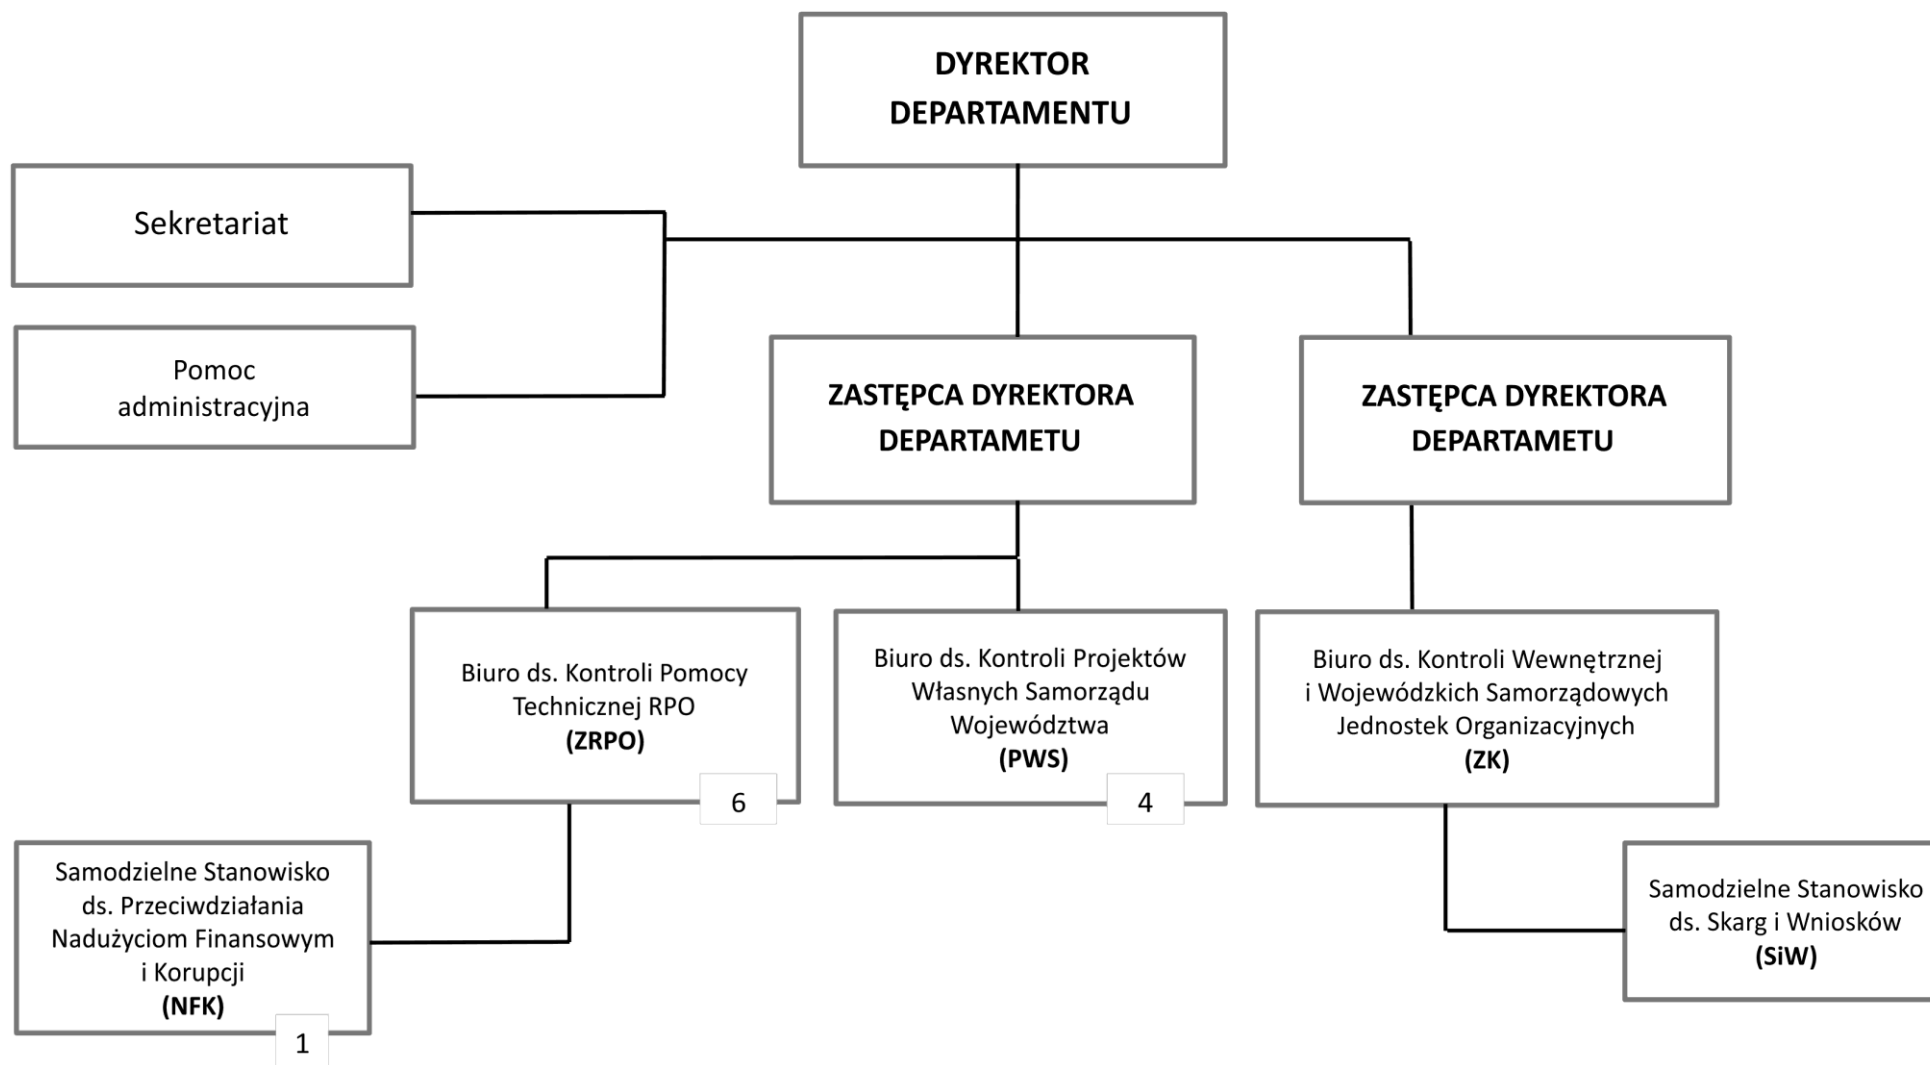 DYREKTOR
DEPARTAMENTU
Sekretariat
Pomoc
administracyjna
ZASTĘPCA DYREKTORA
DEPARTAMETU
ZASTĘPCA DYREKTORA
DEPARTAMETU
Biuro ds. Kontroli Pomocy
Technicznej RPO
(ZRPO)
6
Biuro ds. Kontroli Projektów
Własnych Samorządu
Województwa
(PWS)
4
Biuro ds. Kontroli Wewnętrznej
i Wojewódzkich Samorządowych
Jednostek Organizacyjnych
(ZK)
Samodzielne Stanowisko
ds. Przeciwdziałania
Nadużyciom Finansowym
i Korupcji
(NFK)
1
Samodzielne Stanowisko
ds. Skarg i Wniosków
(SiW)